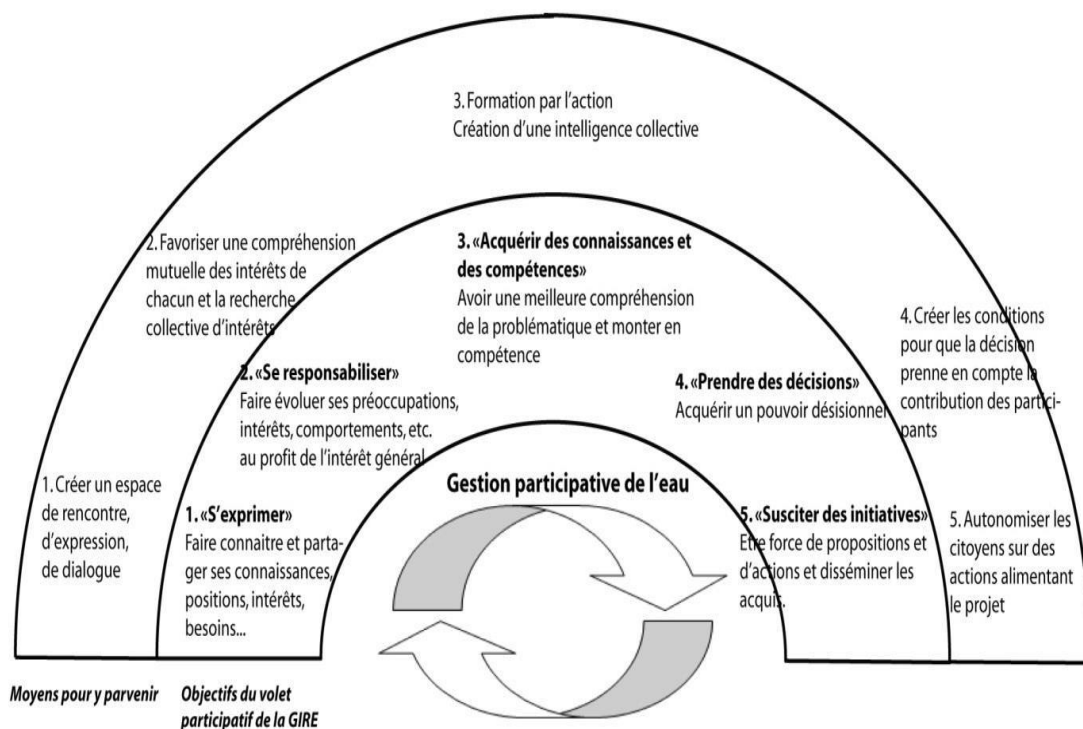 3. Formation par l'action
Création d'une intelligence collective
2. Favoriser une compréhension
mutuelle des intérêts de
chacun et la recherche
collective d'intérêts
3. «Acquérir des connaissances et
des compétences»
Avoir une meilleure compréhension
de la problématique et monter en
compétence
4. Créer les conditions
pour que la décision
prenne en compte la
contribution des partici-
pants
2. «Se responsabiliser»
Faire évoluer ses préoccupations,
intérêts, comportements, etc.
au profit de l'intérêt général
4. «Prendre des décisions»
Acquérir un pouvoir désisionnel
1. Créer un espace
de rencontre,
d'expression,
de dialogue
1. «S'exprimer»
Faire connaitre et parta-
ger ses connaissances,
positions, intérêts,
besoins...
Gestion participative de l'eau
5. «Susciter des initiatives»
Etre force de propositions et
d'actions et disséminer les
acquis.
5. Autonomiser les
citoyens sur des
actions alimentant
le projet
Moyens pour y parvenir
Objectifs du volet
participatif de la GIRE